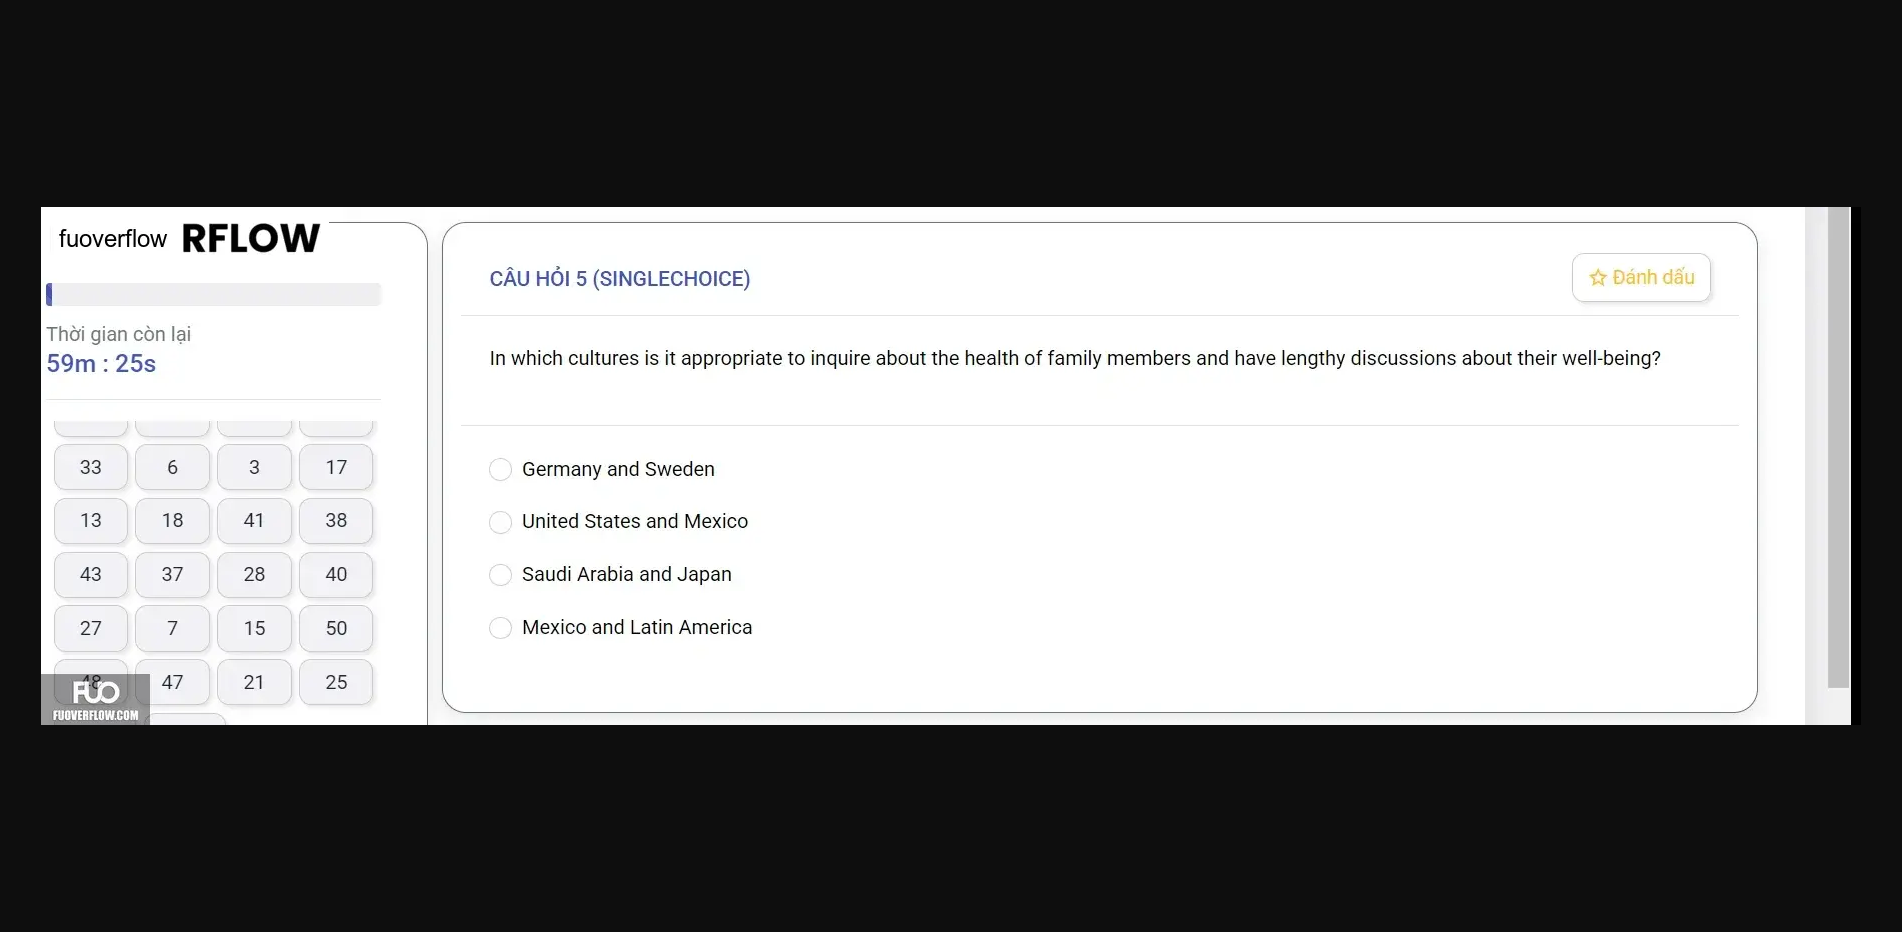 fuoverflow RFLOW
Thời gian còn lại
59m : 25s
33 6 3 17
13 18 41 38
43 37 28 40
27 7 15 50
48 47 21 25
FUO
FUOVERFLOW.COM
CÂU HỎI 5 (SINGLECHOICE)
Đánh dấu
In which cultures is it appropriate to inquire about the health of family members and have lengthy discussions about their well-being?
Germany and Sweden
United States and Mexico
Saudi Arabia and Japan
Mexico and Latin America